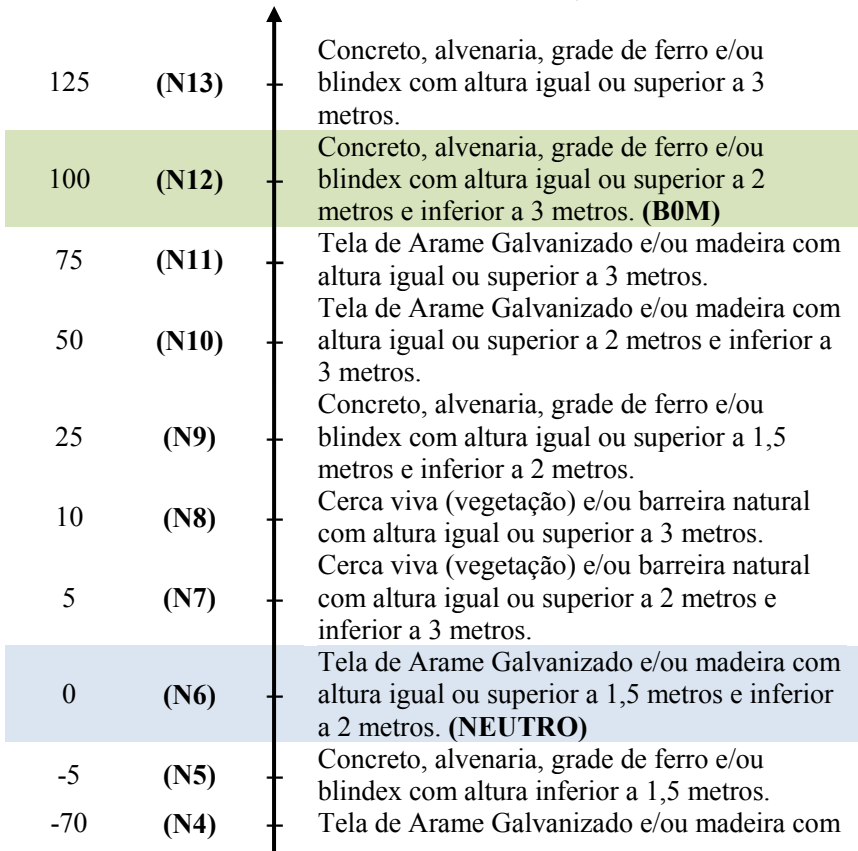 Concreto, alvenaria, grade de ferro e/ou
125 (N13) blindex com altura igual ou superior a 3
metros.
Concreto, alvenaria, grade de ferro e/ou
100 (N12) blindex com altura igual ou superior a 2
metros e inferior a 3 metros. (B0M)
75 (N11) Tela de Arame Galvanizado e/ou madeira com
altura igual ou superior a 3 metros.
Tela de Arame Galvanizado e/ou madeira com
50 (N10) altura igual ou superior a 2 metros e inferior a
3 metros.
Concreto, alvenaria, grade de ferro e/ou
25 (N9) blindex com altura igual ou superior a 1,5
metros e inferior a 2 metros.
10 (N8) Cerca viva (vegetação) e/ou barreira natural
com altura igual ou superior a 3 metros.
Cerca viva (vegetação) e/ou barreira natural
5 (N7) com altura igual ou superior a 2 metros e
inferior a 3 metros.
Tela de Arame Galvanizado e/ou madeira com
0 (N6) altura igual ou superior a 1,5 metros e inferior
a 2 metros. (NEUTRO)
-5 (N5) Concreto, alvenaria, grade de ferro e/ou
blindex com altura inferior a 1,5 metros.
-70 (N4) Tela de Arame Galvanizado e/ou madeira com